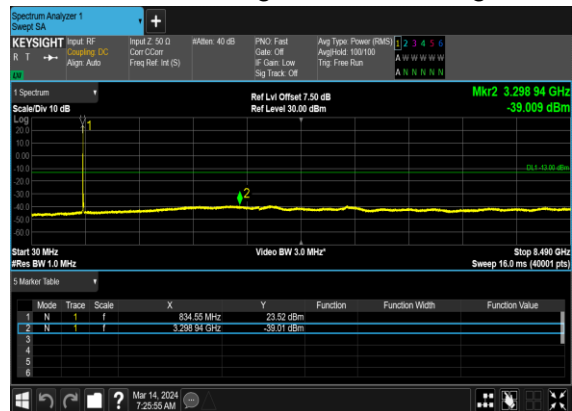 Spectrum Analyzer 1
Swept SA
+
KEYSIGHT Input: RF Input Z: 50 Ω #Atten: 40 dB PNO: Fast Avg Type: Power (RMS) 1 2 3 4 5 6
R T Coupling: DC Corr CCorr Gate: Off Avg|Hold: 100/100 A W W W W W
Align: Auto Freq Ref: Int (S) IF Gain: Low Trig: Free Run
Sig Track: Off A N N N N N
1 Spectrum
Ref Lvl Offset 7.50 dB Mkr2 3.298 94 GHz
Scale/Div 10 dB Ref Level 30.00 dBm -39.009 dBm
Log
20.0
10.0
0.00
-10.0
-20.0
-30.0
-40.0
-50.0
-60.0
1
DL1 -13.00 dBm
2
Start 30 MHz Video BW 3.0 MHz* Stop 8.490 GHz
#Res BW 1.0 MHz Sweep 16.0 ms (40001 pts)
5 Marker Table
Mode Trace Scale X Y Function Function Width Function Value
1 N 1 f 834.55 MHz 23.52 dBm
2 N 1 f 3.298 94 GHz -39.01 dBm
3
4
5
6
? Mar 14, 2024
7:25:55 AM